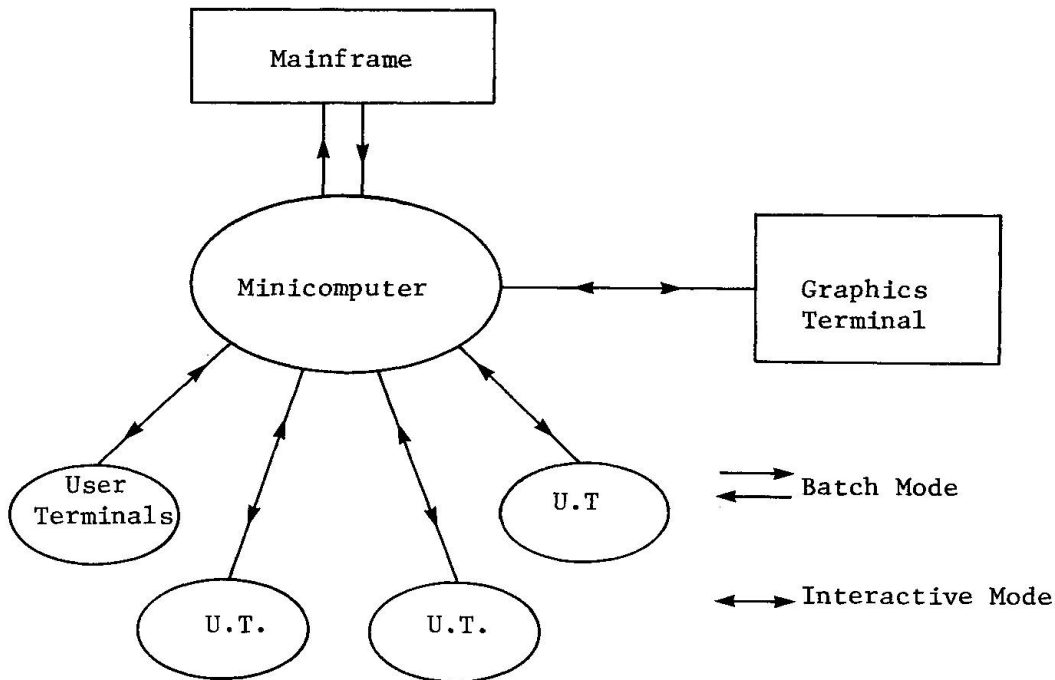 Mainframe
Minicomputer
Graphics
Terminal
User
Terminals
U.T.
U.T.
U.T
Batch Mode
Interactive Mode